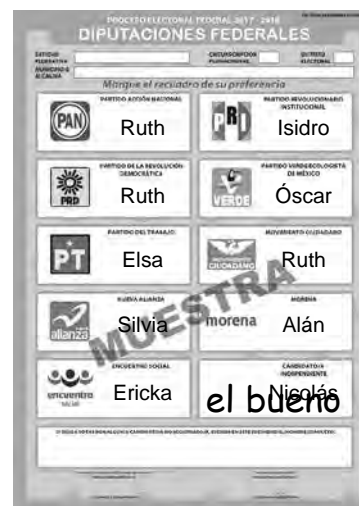 PROCESO ELECTORAL FEDERAL 2017 - 2018
DIPUTACIONES FEDERALES
ENTIDAD FEDERATIVA
CIRCUNSCRIPCIÓN PLURINOMINAL
DISTRITO ELECTORAL
MUNICIPIO O ALCALDÍA
Marque el recuadro de su preferencia
PARTIDO ACCIÓN NACIONAL
PAN
Ruth
PARTIDO REVOLUCIONARIO
INSTITUCIONAL
PRI
Isidro
PARTIDO DE LA REVOLUCIÓN
DEMOCRÁTICA
PRD
Ruth
PARTIDO VERDE ECOLOGISTA
DE MÉXICO
VERDE
Óscar
PARTIDO DEL TRABAJO
PT
Elsa
MOVIMIENTO CIUDADANO
MOVIMIENTO
CIUDADANO
Ruth
NUEVA ALIANZA
alianza
Silvia
MORENA
morena
Alán
MUESTRA
ENCUENTRO SOCIAL
encuentro
social
Ericka
CANDIDATO/A
INDEPENDIENTE
Nicolás
el bueno